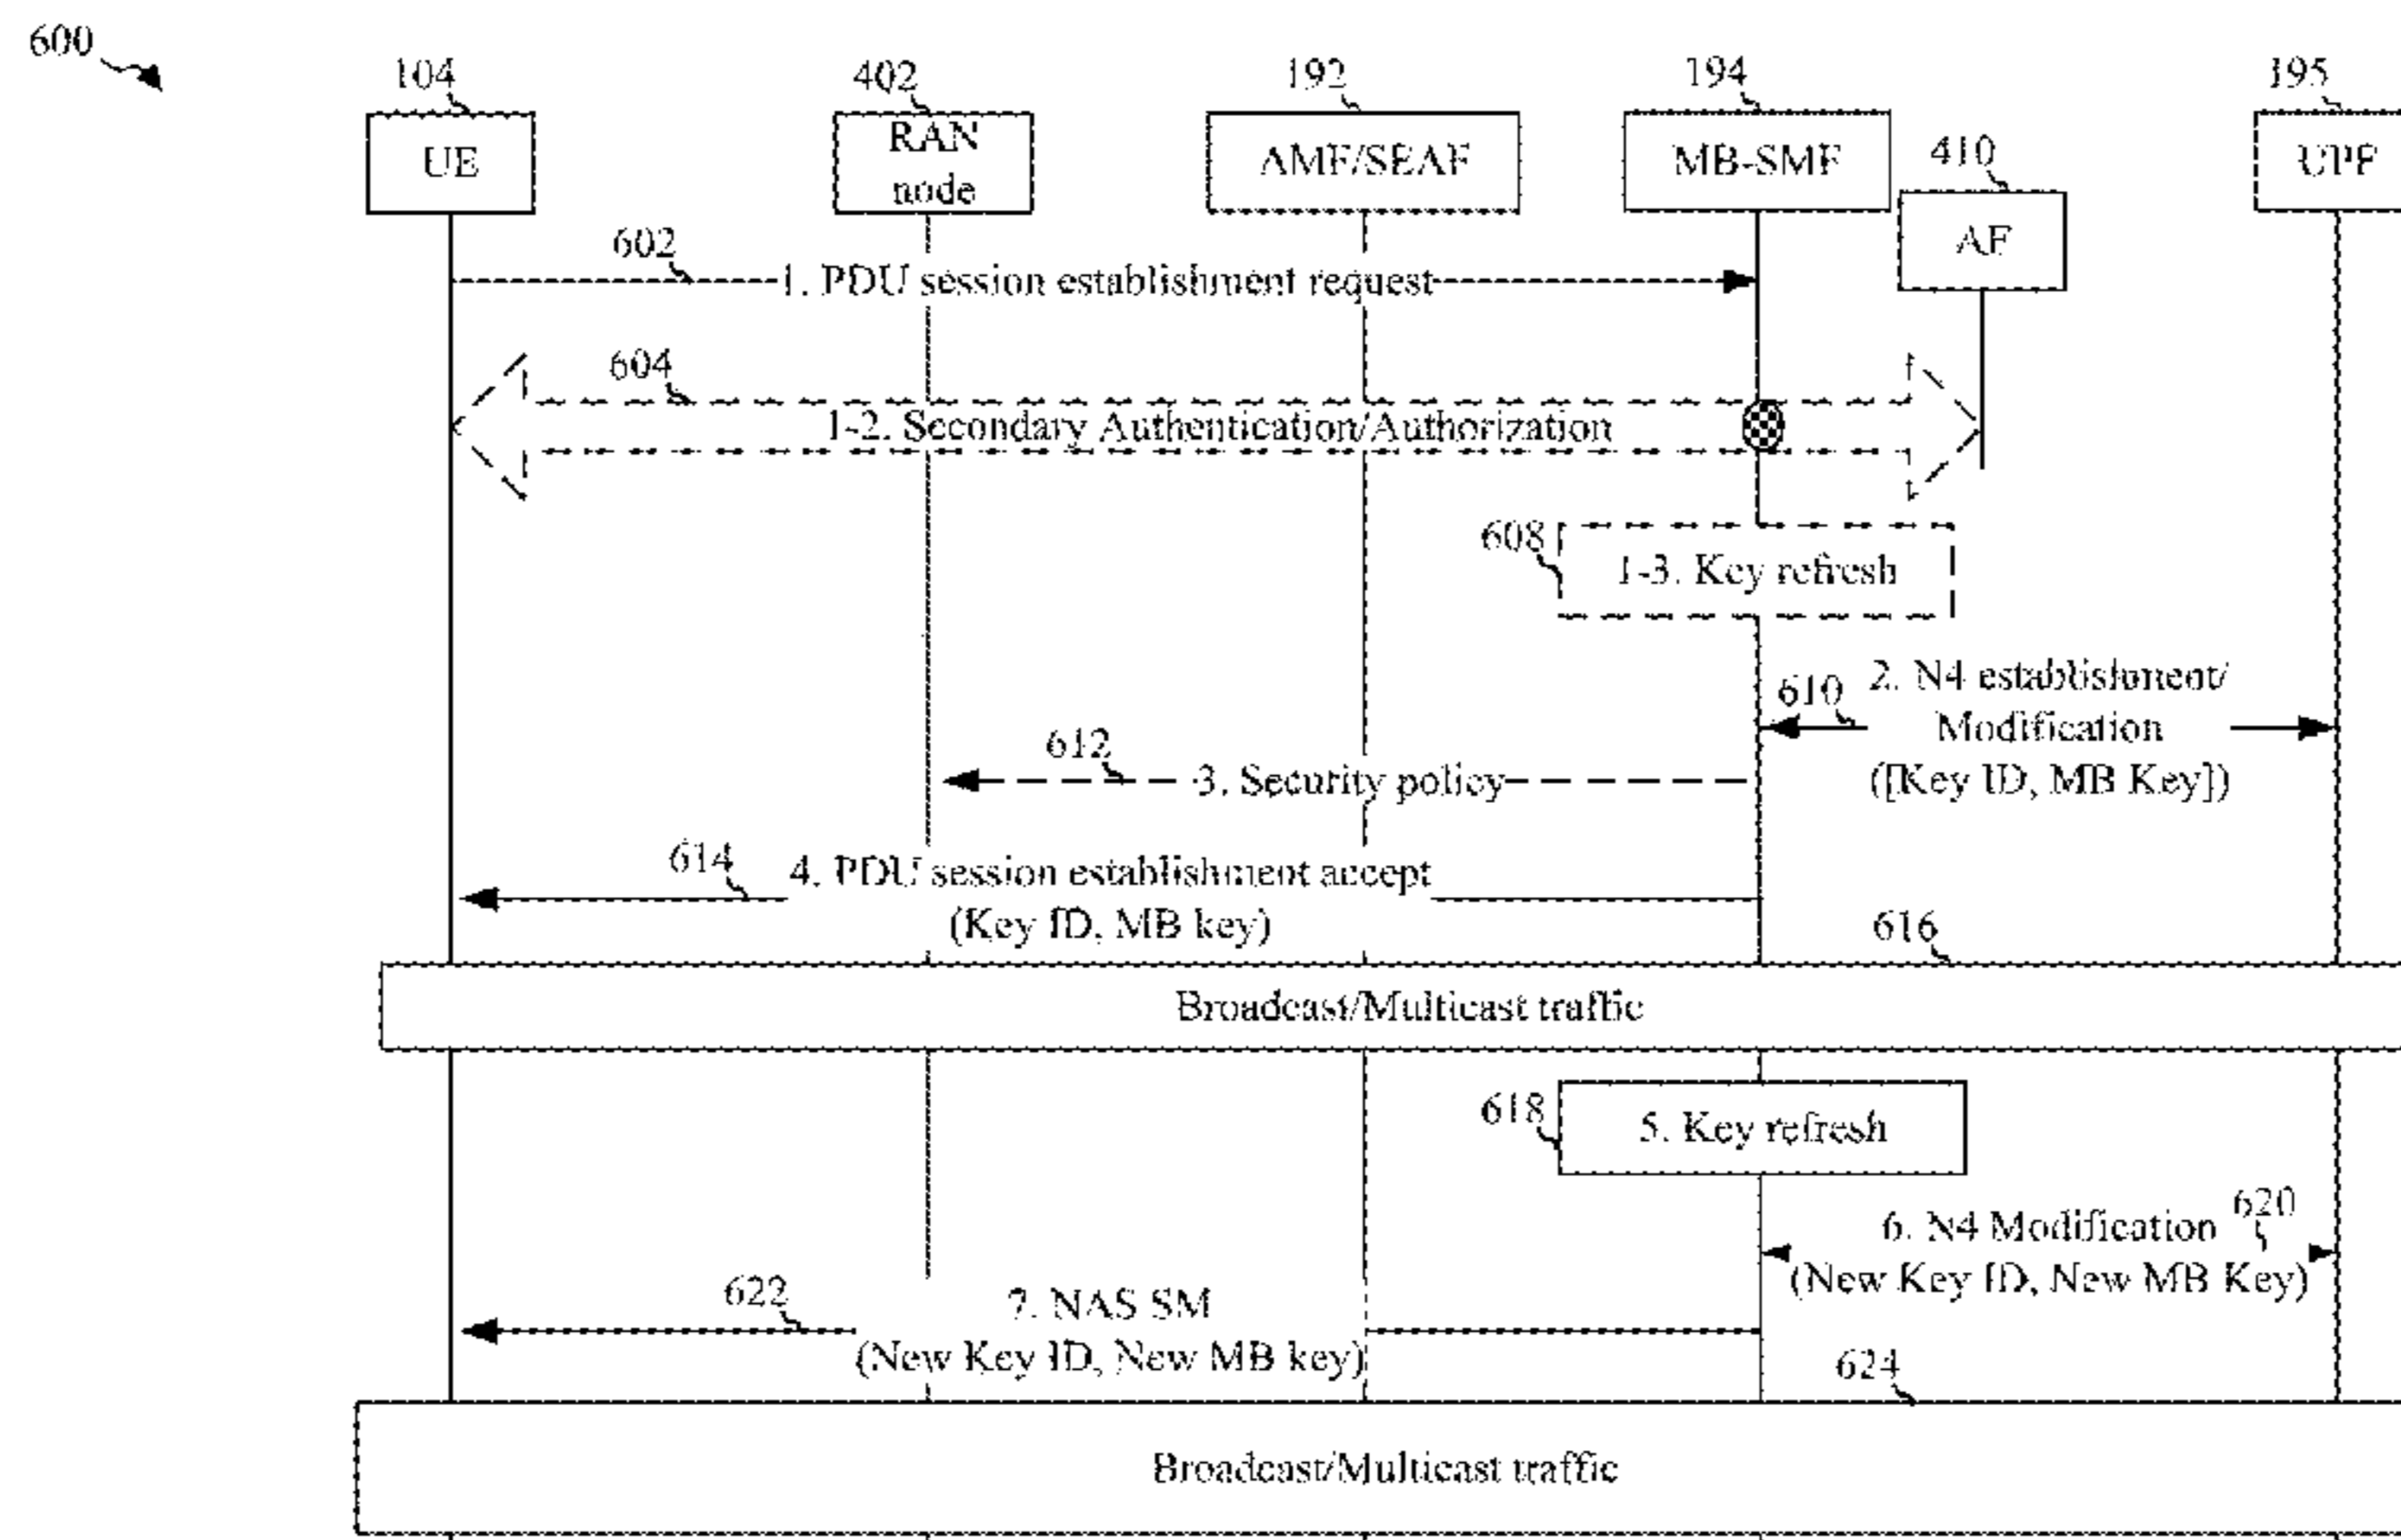 600
104
402
192
194
195
UE
RAN
node
AMF/SEAF
MB-SMF
410
AF
UPF
602
1. PDU session establishment request
604
1-2. Secondary Authentication/Authorization
608
1-3. Key refresh
610
2. N4 establishment/
Modification
([Key ID, MB Key])
612
3. Security policy
614
4. PDU session establishment accept
(Key ID, MB key)
616
Broadcast/Multicast traffic
618
5. Key refresh
620
6. N4 Modification
(New Key ID, New MB Key)
622
7. NAS SM
(New Key ID, New MB key)
624
Broadcast/Multicast traffic